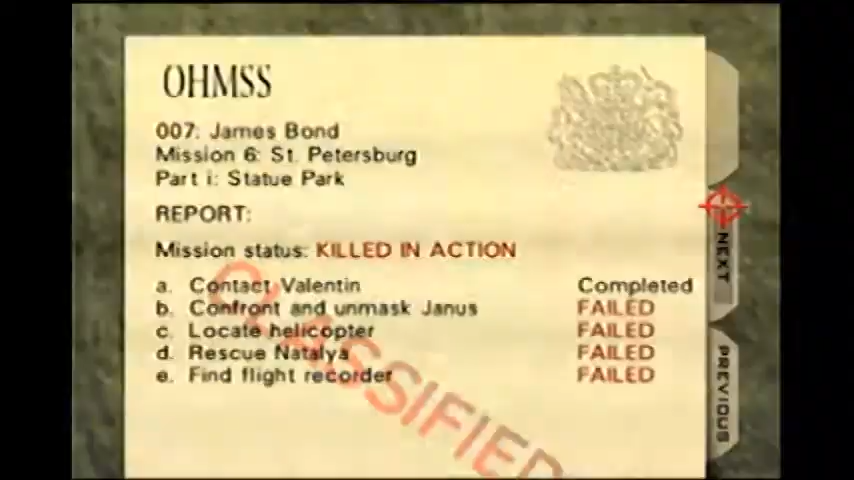 OHMSS
007: James Bond
Mission 6: St. Petersburg
Part i: Statue Park
REPORT:
Mission status: KILLED IN ACTION
a. Contact Valentin Completed
b. Confront and unmask Janus FAILED
c. Locate helicopter FAILED
d. Rescue Natalya FAILED
e. Find flight recorder FAILED
CLASSIFIED
NEXT
PREVIOUS